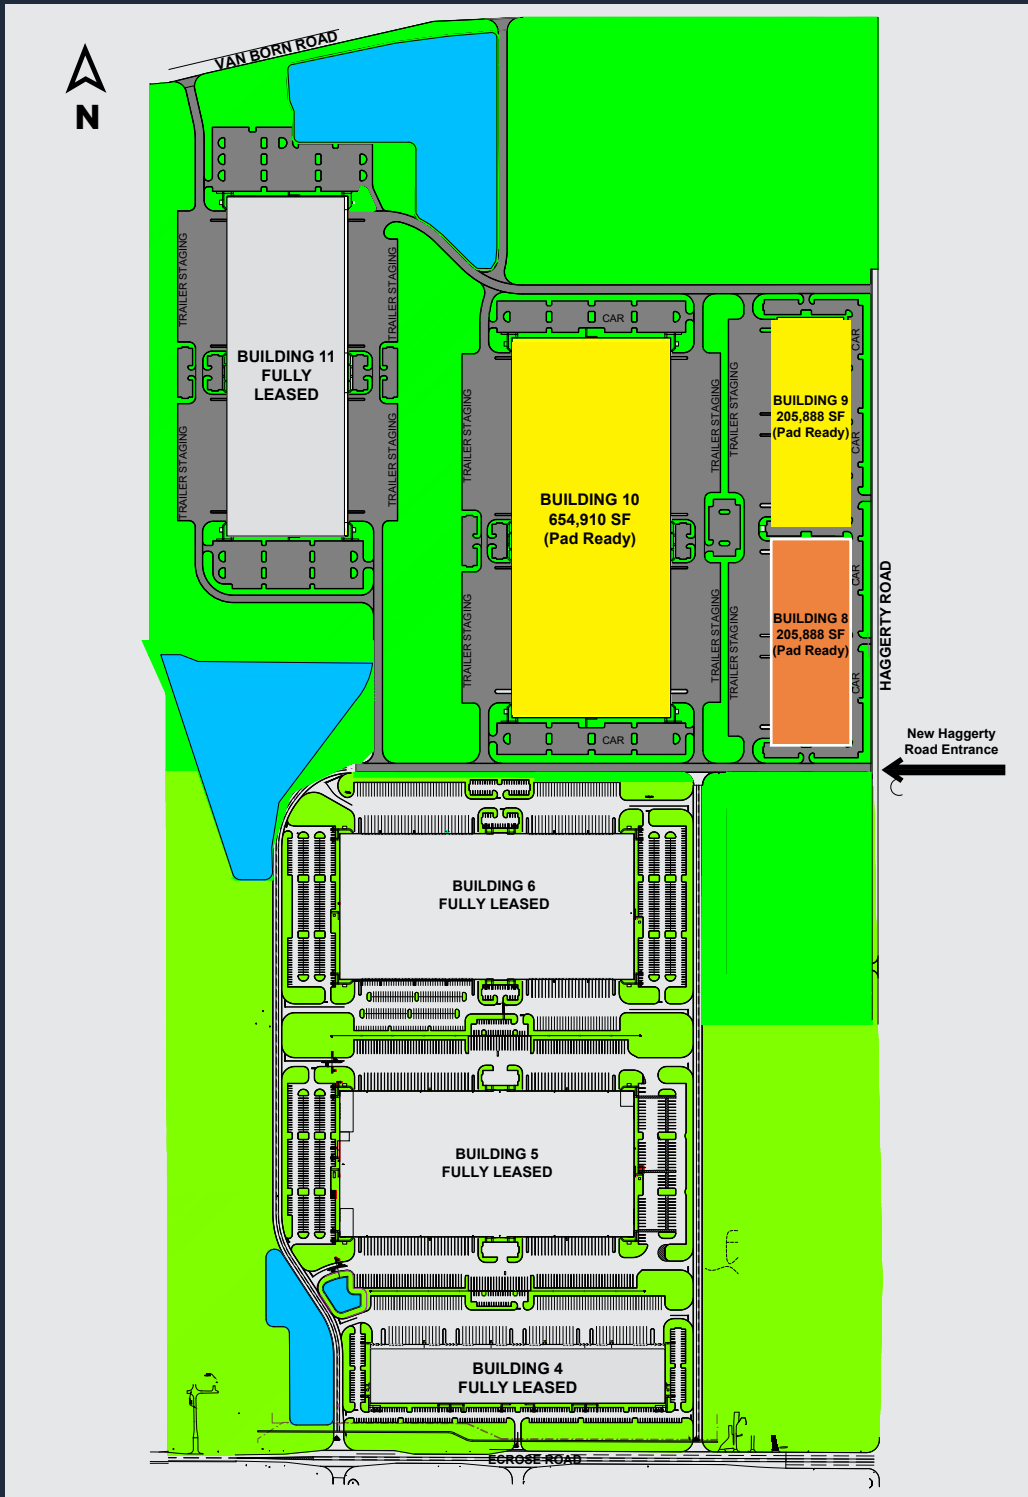 VAN BORN ROAD
N
TRAILER STAGING
TRAILER STAGING
BUILDING 11
FULLY
LEASED
TRAILER STAGING
TRAILER STAGING
CAR
TRAILER STAGING
TRAILER STAGING
TRAILER STAGING
BUILDING 10
654,910 SF
(Pad Ready)
CAR
BUILDING 9
205,888 SF
(Pad Ready)
CAR
TRAILER STAGING
TRAILER STAGING
TRAILER STAGING
CAR
BUILDING 8
205,888 SF
(Pad Ready)
CAR
CAR
HAGGERTY ROAD
New Haggerty
Road Entrance
BUILDING 6
FULLY LEASED
BUILDING 5
FULLY LEASED
BUILDING 4
FULLY LEASED
ECROSE ROAD